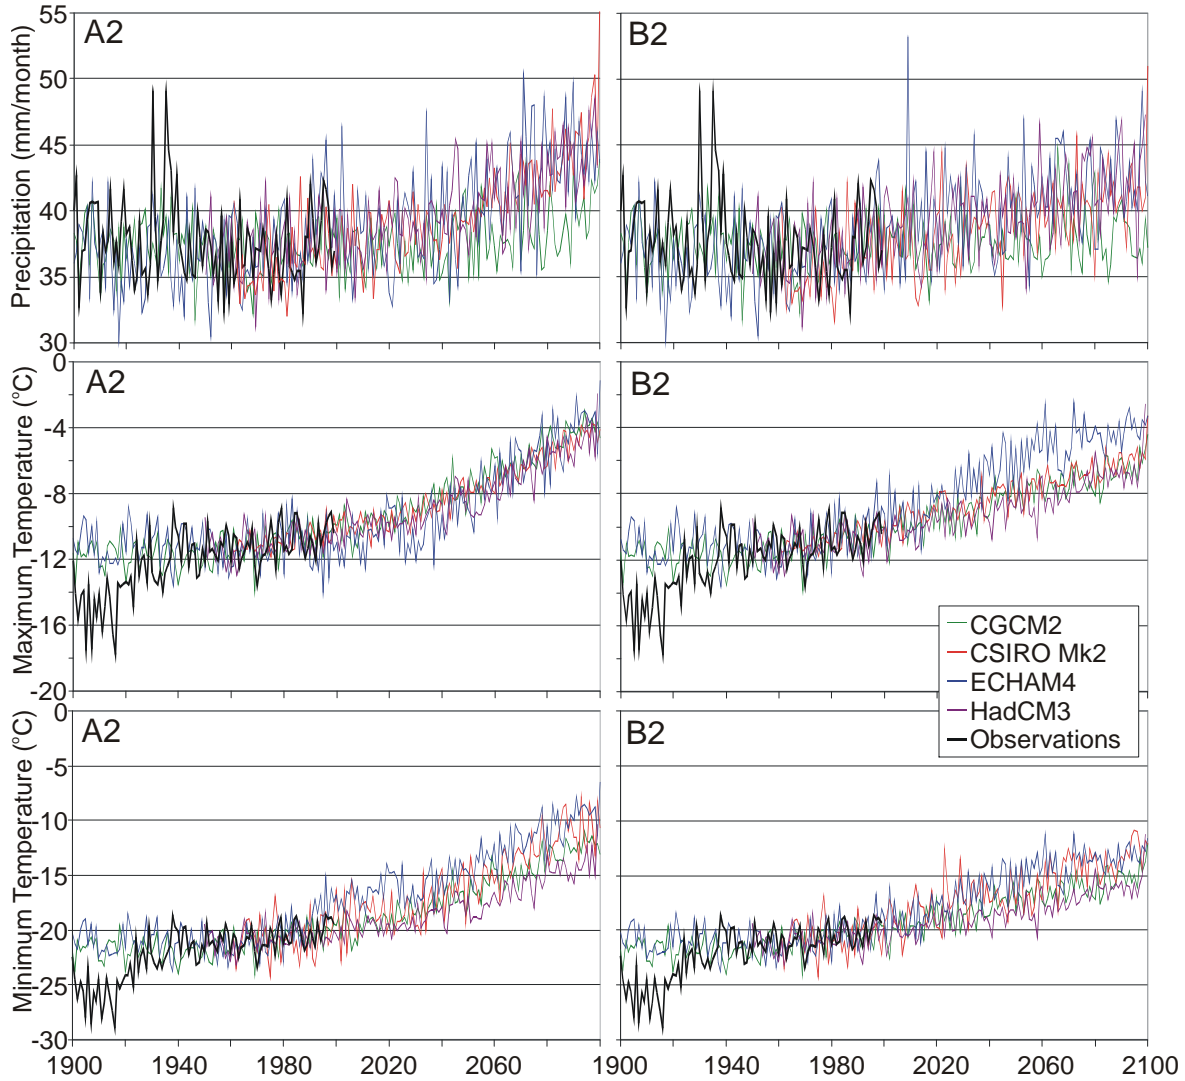 A2
B2
Precipitation (mm/month)
55
50
45
40
35
30
A2
B2
Maximum Temperature (°C)
0
-4
-8
-12
-16
-20
CGCM2
CSIRO Mk2
ECHAM4
HadCM3
Observations
A2
B2
Minimum Temperature (°C)
0
-5
-10
-15
-20
-25
-30
1900 1940 1980 2020 2060 1900 1940 1980 2020 2060 2100